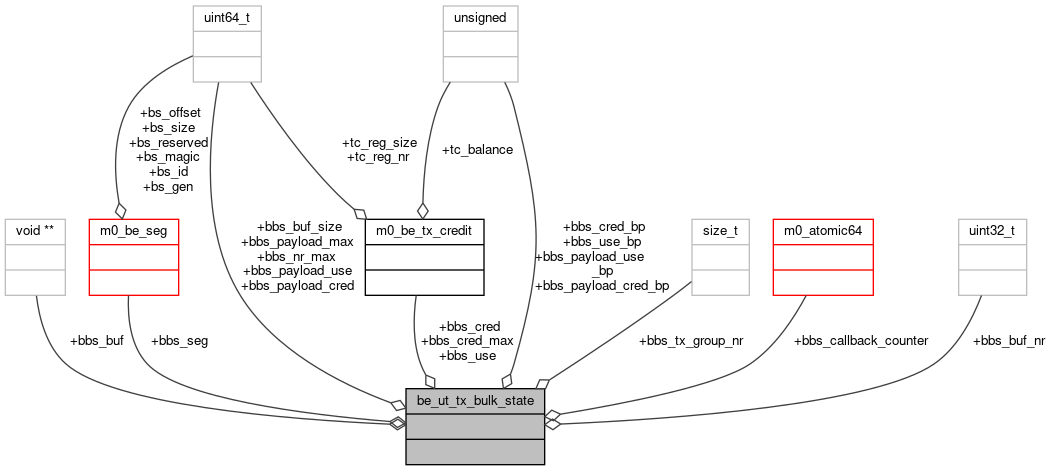 uint64_t
unsigned
+bs_offset
+bs_size
+bs_reserved
+bs_magic
+bs_id
+bs_gen
+tc_reg_size
+tc_reg_nr
+tc_balance
void **
m0_be_seg
+bbs_buf_size
+bbs_payload_max
+bbs_nr_max
+bbs_payload_use
+bbs_payload_cred
m0_be_tx_credit
+bbs_cred_bp
+bbs_use_bp
+bbs_payload_use
_bp
+bbs_payload_cred_bp
size_t
m0_atomic64
uint32_t
+bbs_buf
+bbs_seg
+bbs_cred
+bbs_cred_max
+bbs_use
+bbs_tx_group_nr
+bbs_callback_counter
+bbs_buf_nr
be_ut_tx_bulk_state